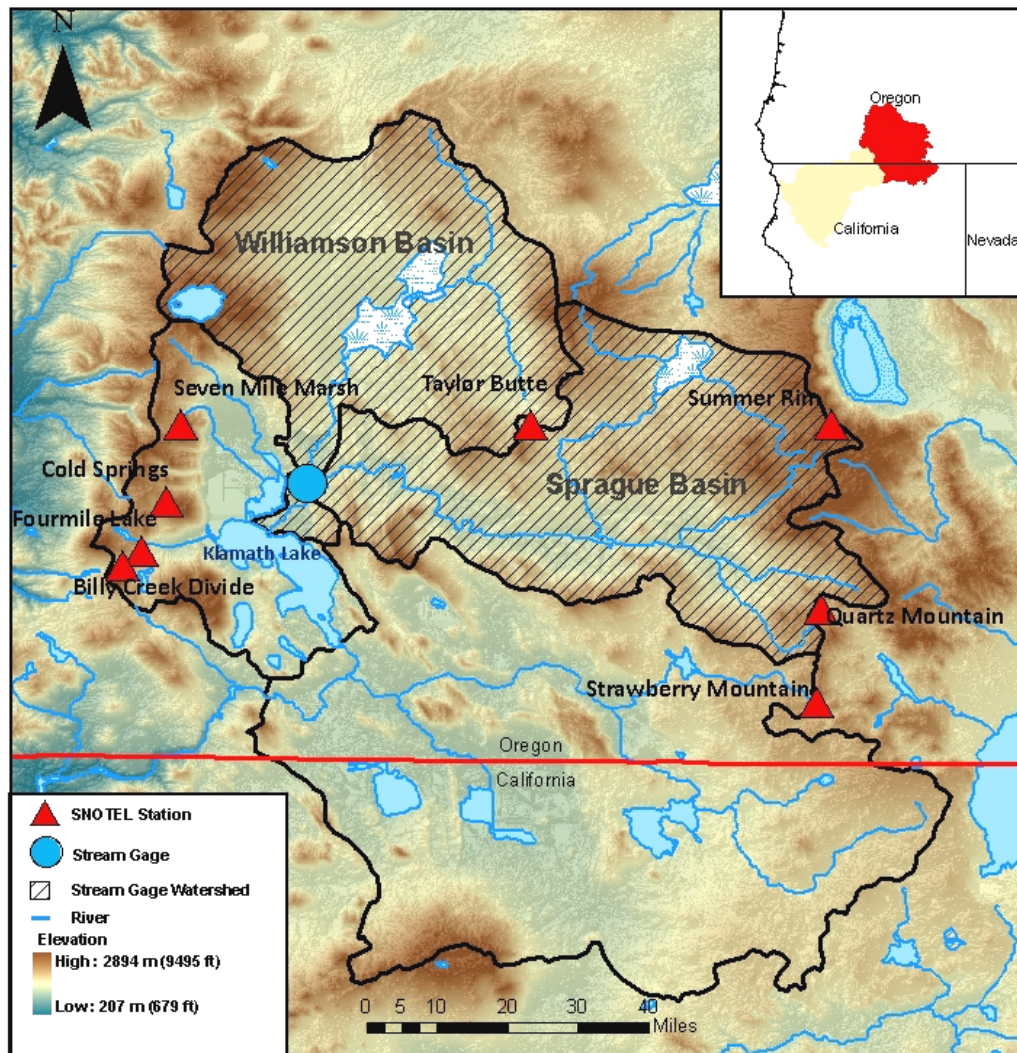 N
Oregon
California
Nevada
Williamson Basin
Seven Mile Marsh
Taylor Butte
Summer Rim
Cold Springs
Sprague Basin
Fourmile Lake
Klamath Lake
Billy Creek Divide
Quartz Mountain
Strawberry Mountain
Oregon
California
SNOTEL Station
Stream Gage
Stream Gage Watershed
River
Elevation
High : 2894 m (9495 ft)
Low : 207 m (679 ft)
0 5 10 20 30 40
Miles